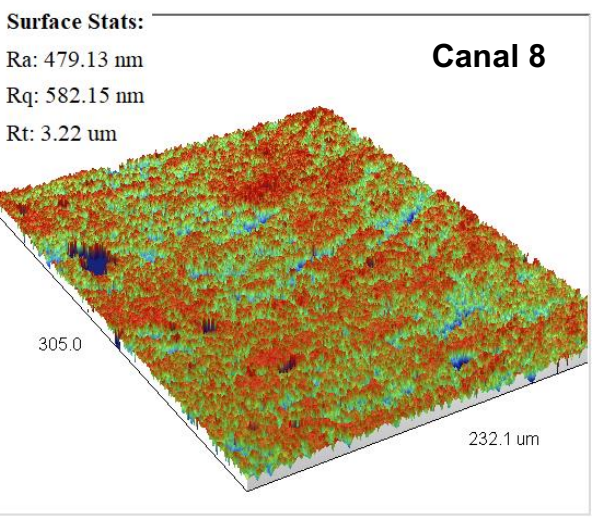 Surface Stats:
Ra: 479.13 nm
Canal 8
Rq: 582.15 nm
Rt: 3.22 um
305.0
232.1 um